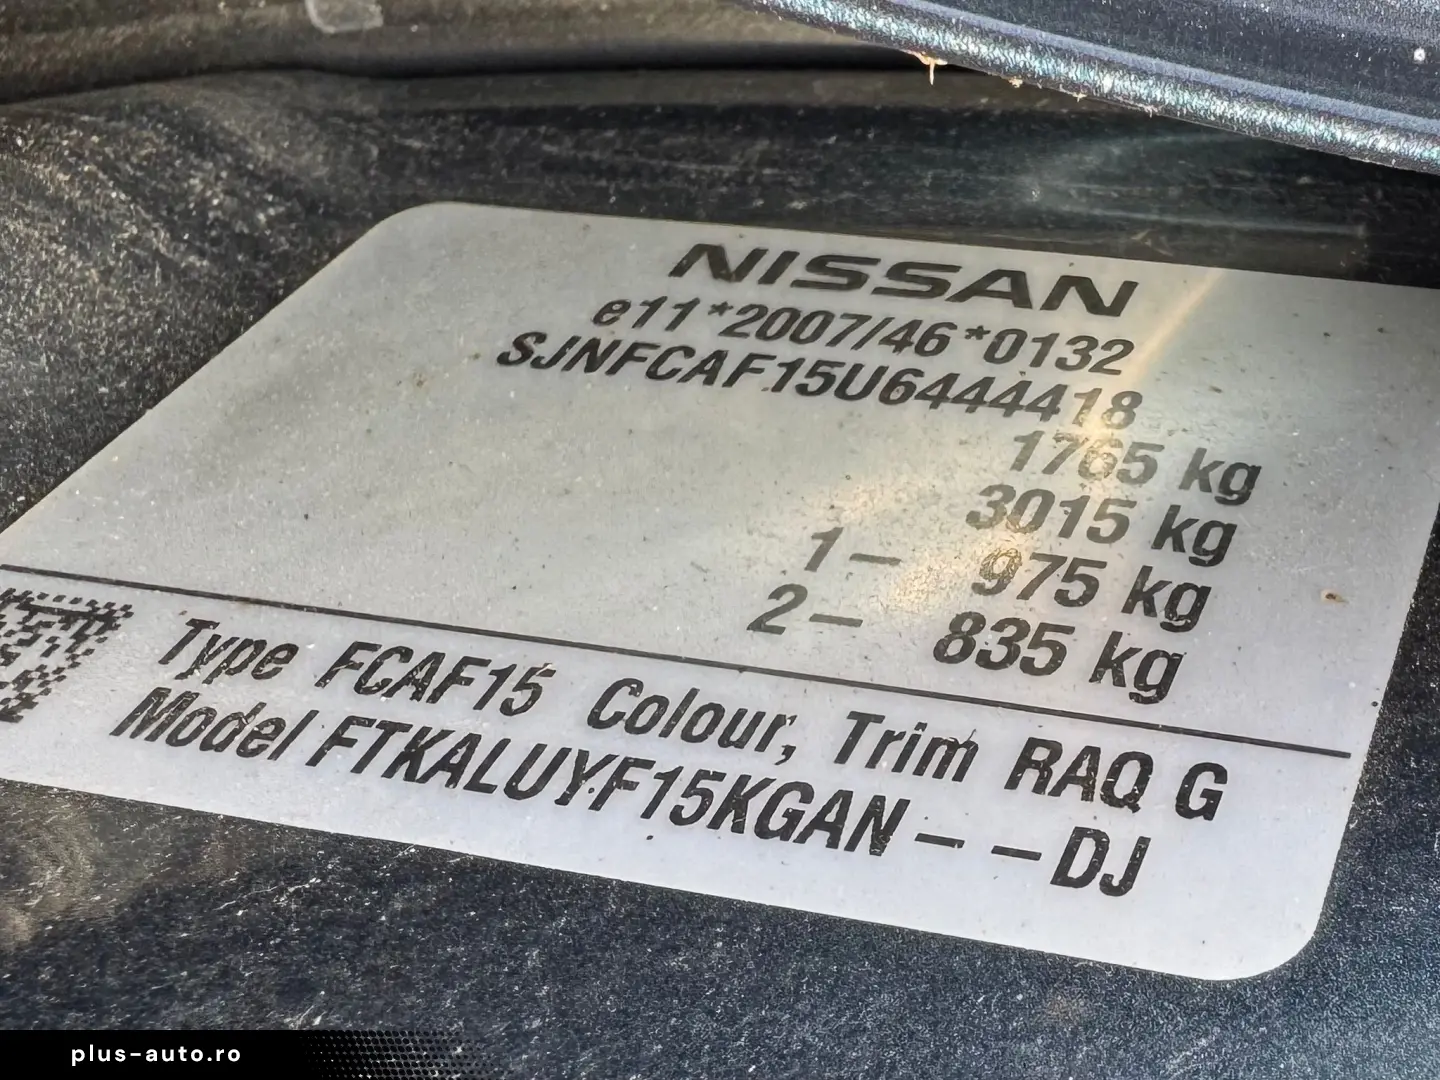 NISSAN
e11*2007/46*0132
SJNFCAF15U6444418
1765 kg
3015 kg
1– 975 kg
2– 835 kg
Type FCAF15 Colour, Trim RAQ G
Model FTKALUYF15KGAN– –DJ
plus-auto.ro